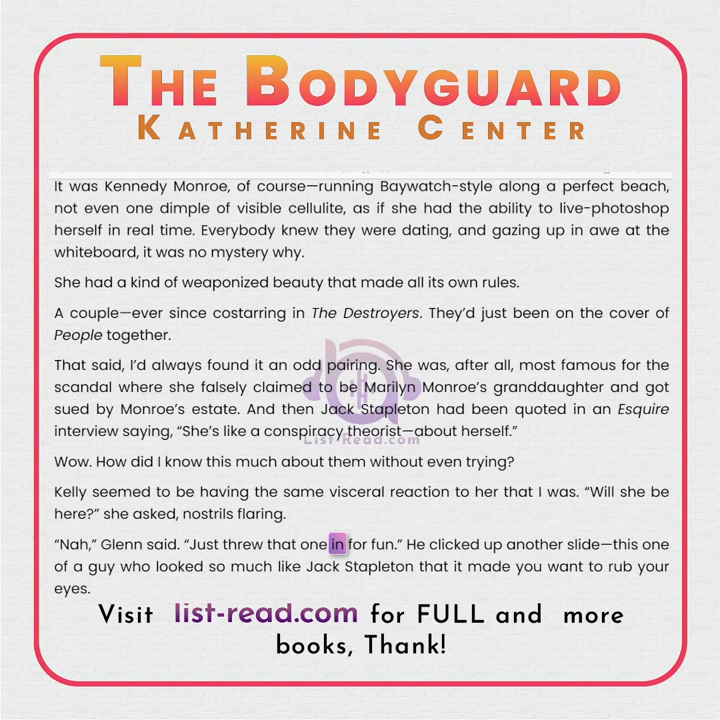 THE BODYGUARD
KATHERINE CENTER
It was Kennedy Monroe, of course—running Baywatch-style along a perfect beach,
not even one dimple of visible cellulite, as if she had the ability to live-photoshop
herself in real time. Everybody knew they were dating, and gazing up in awe at the
whiteboard, it was no mystery why.
She had a kind of weaponized beauty that made all its own rules.
A couple—ever since costarring in The Destroyers. They’d just been on the cover of
People together.
That said, I’d always found it an odd pairing. She was, after all, most famous for the
scandal where she falsely claimed to be Marilyn Monroe’s granddaughter and got
sued by Monroe’s estate. And then Jack Stapleton had been quoted in an Esquire
interview saying, “She’s like a conspiracy theorist—about herself.”
List-Read.com
Wow. How did I know this much about them without even trying?
Kelly seemed to be having the same visceral reaction to her that I was. “Will she be
here?” she asked, nostrils flaring.
“Nah,” Glenn said. “Just threw that one in for fun.” He clicked up another slide—this one
of a guy who looked so much like Jack Stapleton that it made you want to rub your
eyes.
Visit list-read.com for FULL and more
books, Thank!